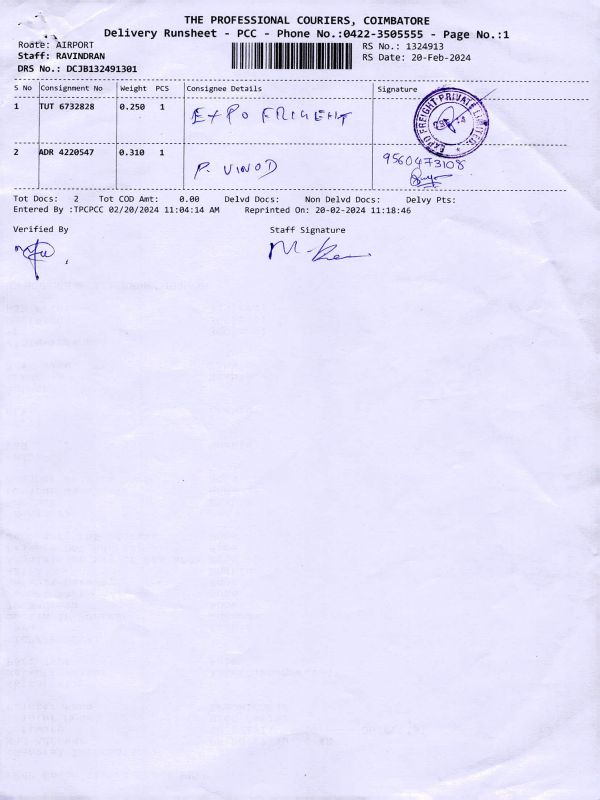 THE PROFESSIONAL COURIERS, COIMBATORE
Delivery Runsheet - PCC - Phone No.:0422-3505555 - Page No.:1
Roate: AIRPORT
RS No.: 1324913
Staff: RAVINDRAN
RS Date: 20-Feb-2024
DRS No.: DCJB132491301
S No Consignment No Weight PCS Consignee Details Signature
1 TUT 6732828 0.250 1 EXPO FRIGEHT
EXPO FREIGHT PRIVATE LIMITED.
2 ADR 4220547 0.310 1 P. VINOD
9560473108
Tot Docs: 2 Tot COD Amt: 0.00 Delvd Docs: Non Delvd Docs: Delvy Pts:
Entered By :TPCPCC 02/20/2024 11:04:14 AM Reprinted On: 20-02-2024 11:18:46
Verified By Staff Signature